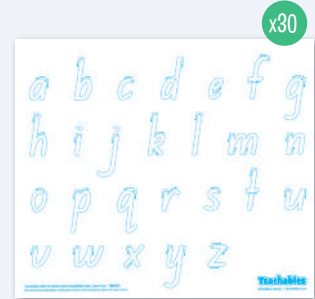 x30
a b c d e f g
h i j k l m n
o p q r s t u
v w x y z
Teachables